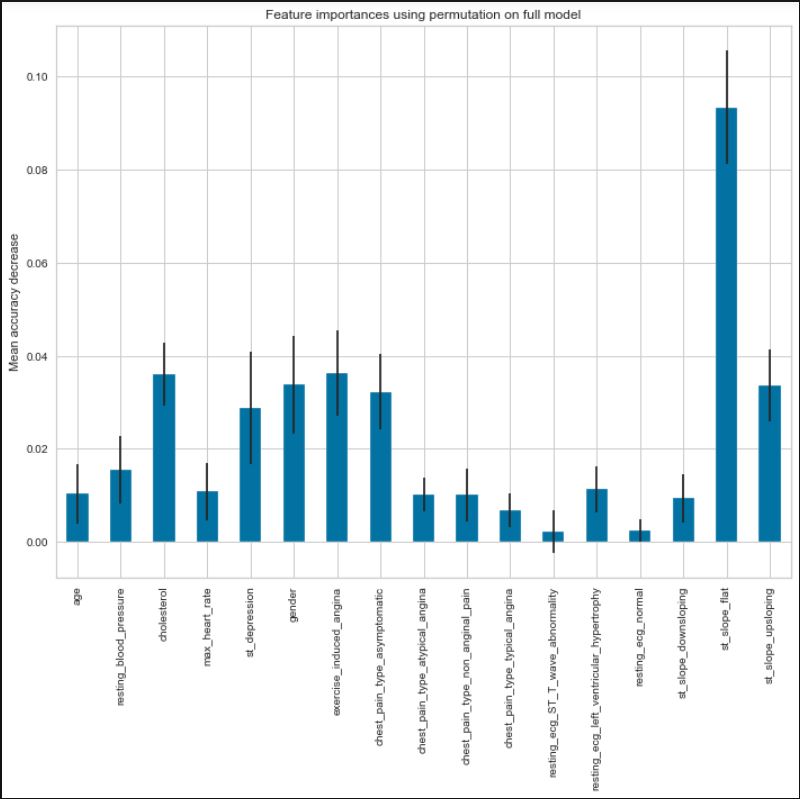 Feature importances using permutation on full model
Mean accuracy decrease
0.10
0.08
0.06
0.04
0.02
0.00
age
resting_blood_pressure
cholesterol
max_heart_rate
st_depression
gender
exercise_induced_angina
chest_pain_type_asymptomatic
chest_pain_type_atypical_angina
chest_pain_type_non_anginal_pain
chest_pain_type_typical_angina
resting_ecg_ST_T_wave_abnormality
resting_ecg_left_ventricular_hypertrophy
resting_ecg_normal
st_slope_downsloping
st_slope_flat
st_slope_upsloping